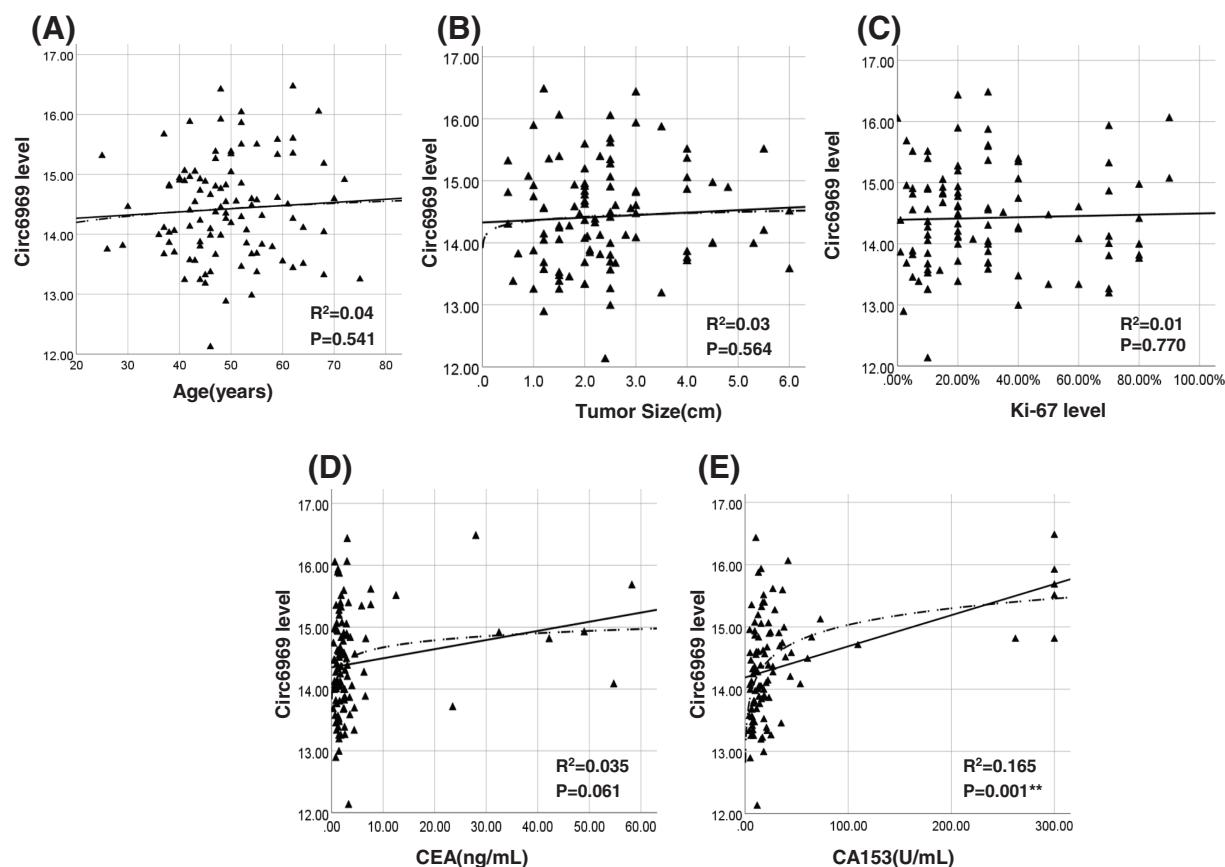 (A)
17.00
16.00
15.00
14.00
13.00
12.00
Circ6969 level
R²=0.04
P=0.541
20 30 40 50 60 70 80
Age(years)
(B)
17.00
16.00
15.00
14.00
13.00
12.00
Circ6969 level
R²=0.03
P=0.564
.0 1.0 2.0 3.0 4.0 5.0 6.0
Tumor Size(cm)
(C)
17.00
16.00
15.00
14.00
13.00
12.00
Circ6969 level
R²=0.01
P=0.770
.00% 20.00% 40.00% 60.00% 80.00% 100.00%
Ki-67 level
(D)
17.00
16.00
15.00
14.00
13.00
12.00
Circ6969 level
R²=0.035
P=0.061
.00 10.00 20.00 30.00 40.00 50.00 60.00
CEA(ng/mL)
(E)
17.00
16.00
15.00
14.00
13.00
12.00
Circ6969 level
R²=0.165
P=0.001**
.00 100.00 200.00 300.00
CA153(U/mL)